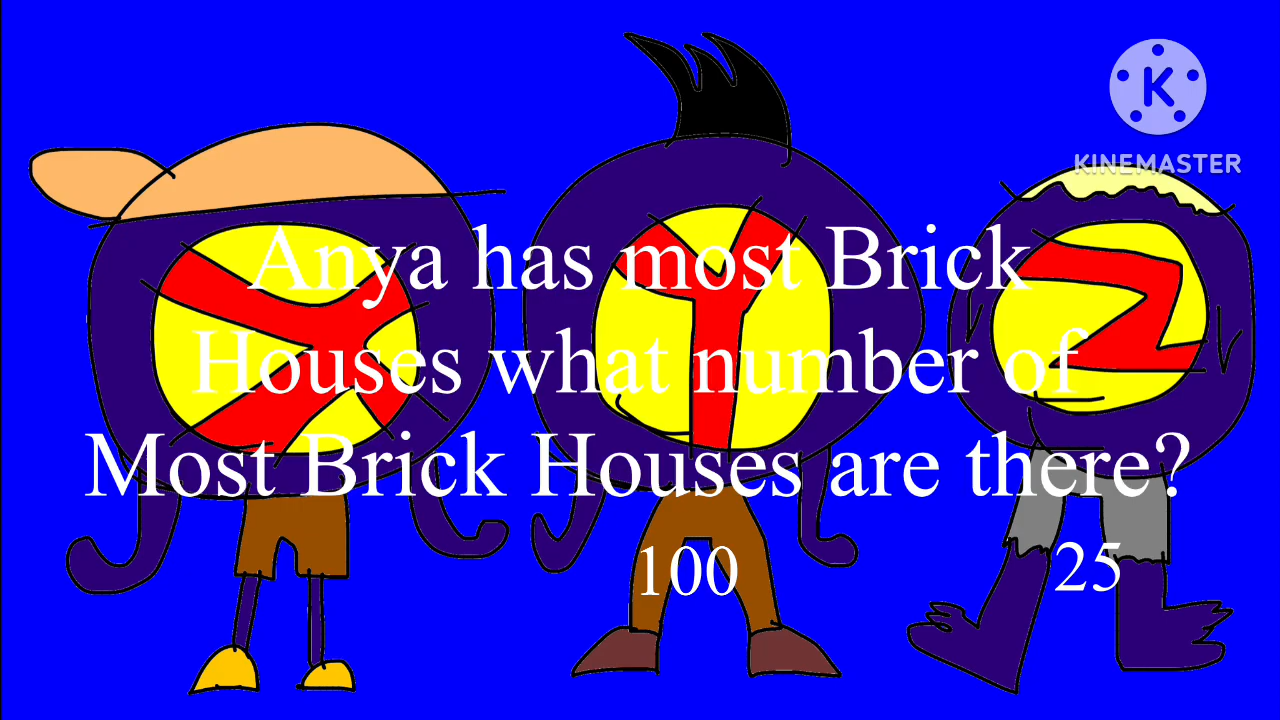 K
KINEMASTER
X Y Z
Anya has most Brick
Houses what number of
Most Brick Houses are there?
100 25